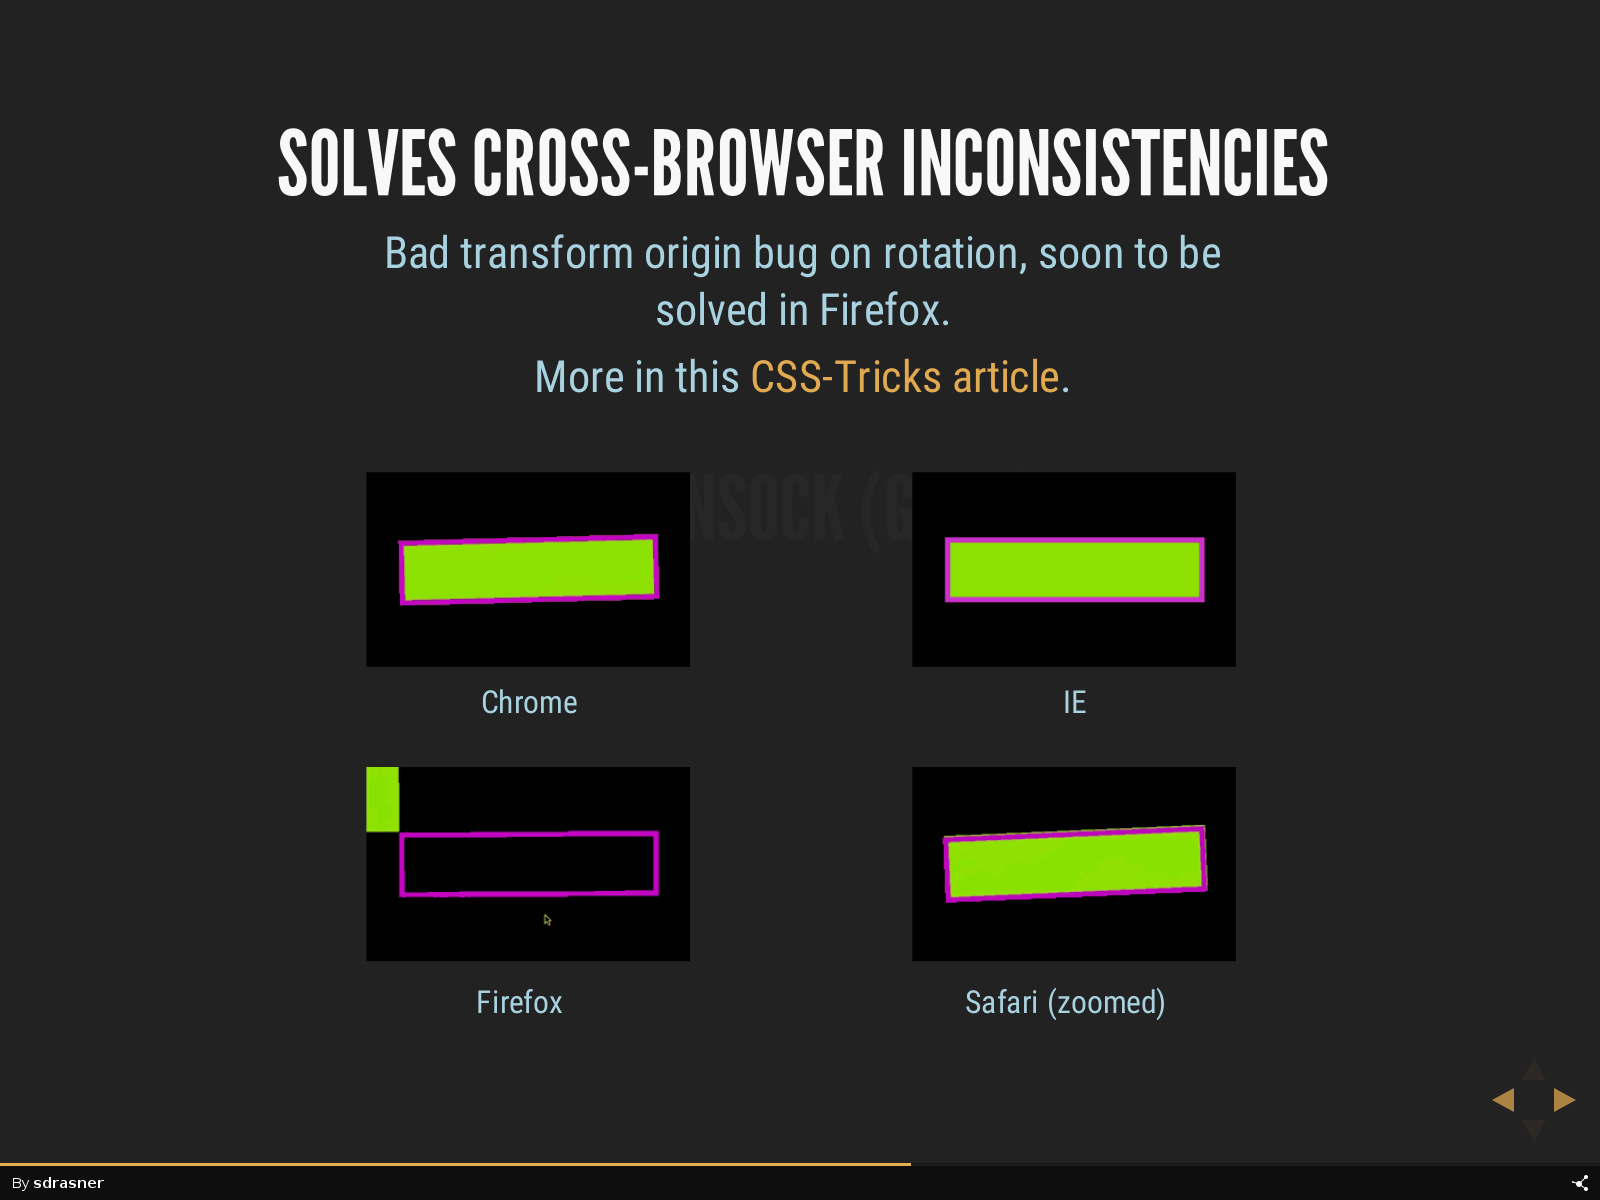 SOLVES CROSS-BROWSER INCONSISTENCIES
Bad transform origin bug on rotation, soon to be
solved in Firefox.
More in this CSS-Tricks article.
NSOCK (G
Chrome
IE
Firefox
Safari (zoomed)
By sdrasner